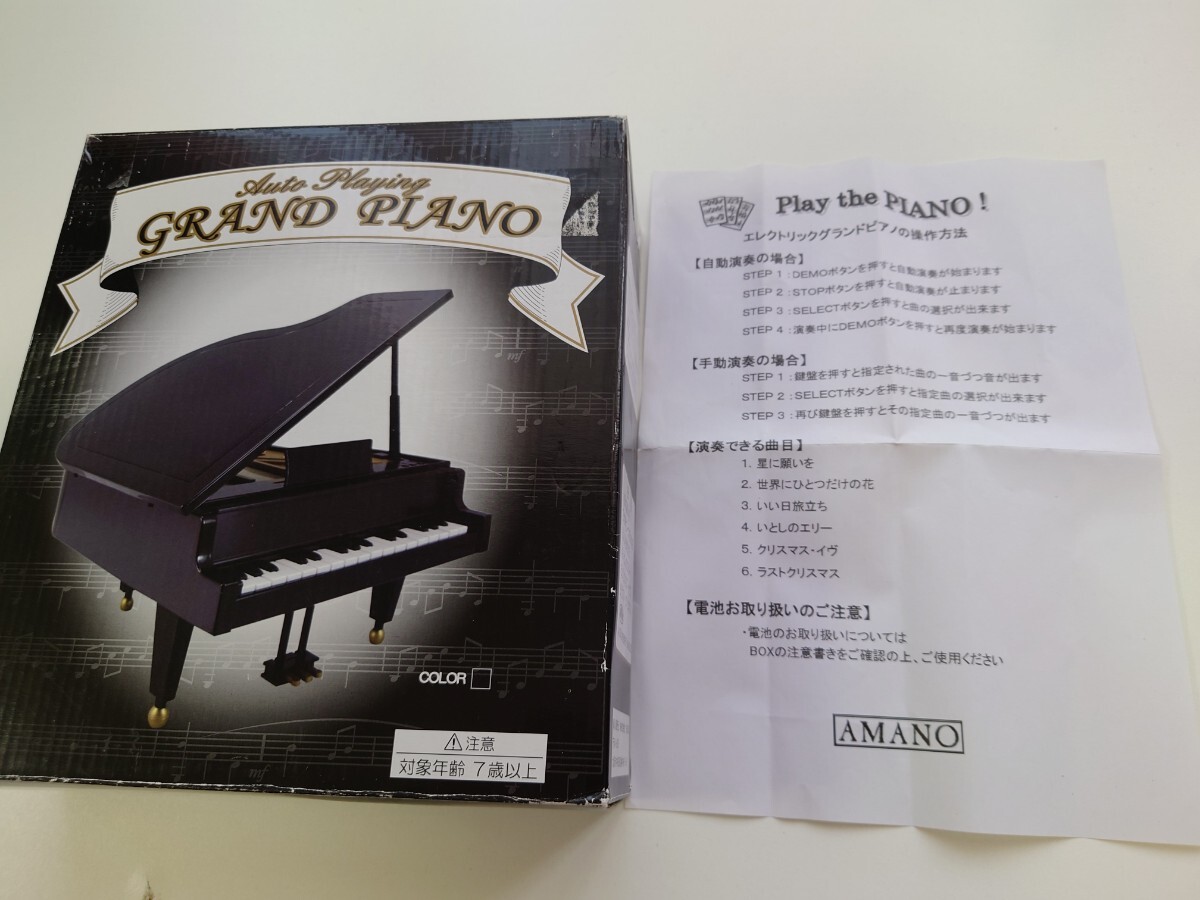 Auto Playing
GRAND PIANO
mf
mf
COLOR
注意
対象年齢 7歳以上
Play the PIANO!
エレクトリックグランドピアノの操作方法
【自動演奏の場合】
STEP 1:DEMOボタンを押すと自動演奏が始まります
STEP 2:STOPボタンを押すと自動演奏が止まります
STEP 3:SELECTボタンを押すと曲の選択が出来ます
STEP 4:演奏中にDEMOボタンを押すと再度演奏が始まります
【手動演奏の場合】
STEP 1:鍵盤を押すと指定された曲の一音づつ音が出ます
STEP 2:SELECTボタンを押すと指定曲の選択が出来ます
STEP 3:再び鍵盤を押すとその指定曲の一音づつが出ます
【演奏できる曲目】
1. 星に願いを
2. 世界にひとつだけの花
3. いい日旅立ち
4. いとしのエリー
5. クリスマス・イヴ
6. ラストクリスマス
【電池お取り扱いのご注意】
・電池のお取り扱いについては
BOXの注意書きをご確認の上、ご使用ください
AMANO